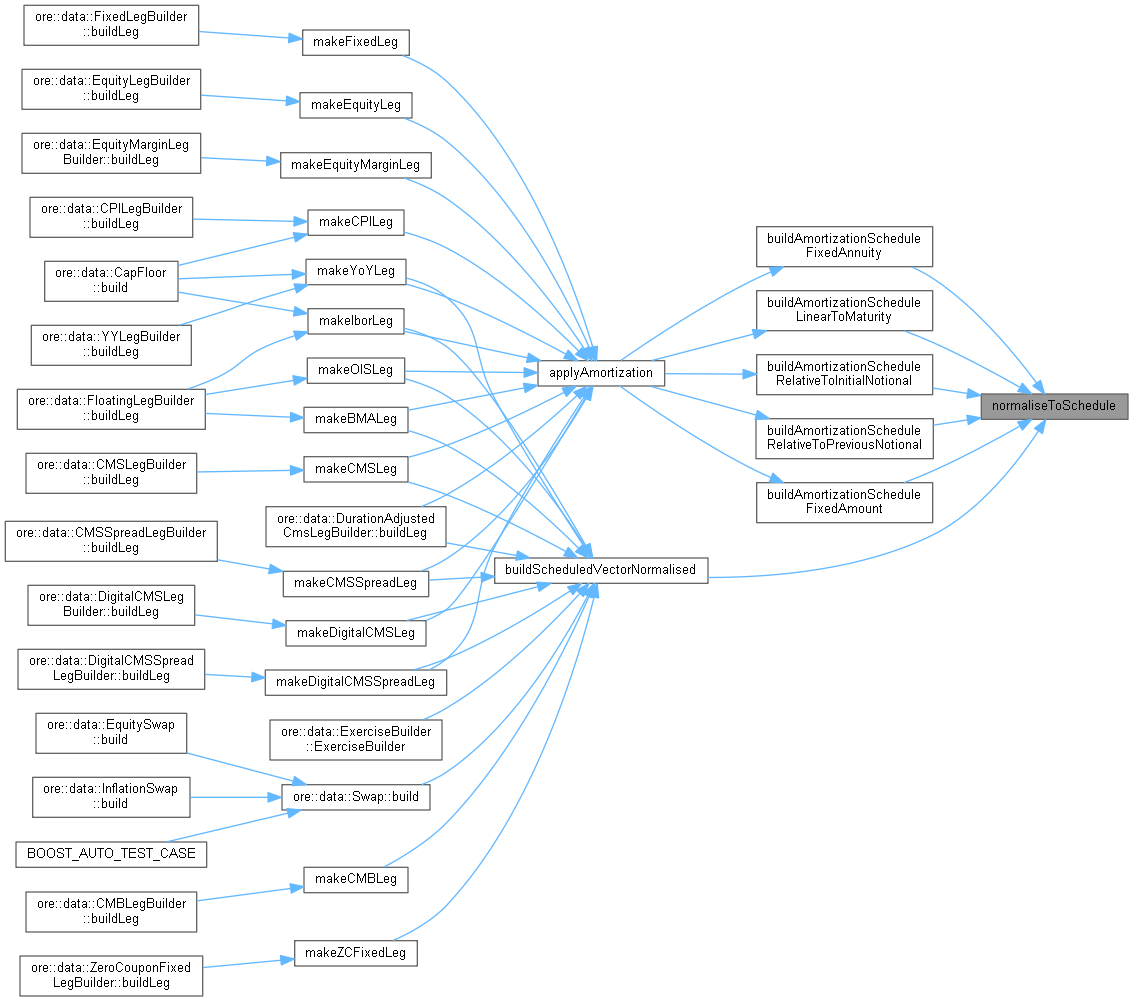 ore::data::FixedLegBuilder
::buildLeg
makeFixedLeg
ore::data::EquityLegBuilder
::buildLeg
makeEquityLeg
ore::data::EquityMarginLeg
Builder::buildLeg
makeEquityMarginLeg
ore::data::CPILegBuilder
::buildLeg
makeCPILeg
ore::data::CapFloor
::build
makeYoYLeg
ore::data::YYLegBuilder
::buildLeg
makeIborLeg
ore::data::FloatingLegBuilder
::buildLeg
makeOISLeg
makeBMALeg
ore::data::CMSLegBuilder
::buildLeg
makeCMSLeg
ore::data::DurationAdjusted
CmsLegBuilder::buildLeg
ore::data::CMSSpreadLegBuilder
::buildLeg
makeCMSSpreadLeg
ore::data::DigitalCMSLeg
Builder::buildLeg
makeDigitalCMSLeg
ore::data::DigitalCMSSpread
LegBuilder::buildLeg
makeDigitalCMSSpreadLeg
ore::data::EquitySwap
::build
ore::data::ExerciseBuilder
::ExerciseBuilder
ore::data::InflationSwap
::build
ore::data::Swap::build
BOOST_AUTO_TEST_CASE
ore::data::CMBLegBuilder
::buildLeg
makeCMBLeg
ore::data::ZeroCouponFixed
LegBuilder::buildLeg
makeZCFixedLeg
applyAmortization
buildScheduledVectorNormalised
buildAmortizationSchedule
FixedAnnuity
buildAmortizationSchedule
LinearToMaturity
buildAmortizationSchedule
RelativeToInitialNotional
buildAmortizationSchedule
RelativeToPreviousNotional
buildAmortizationSchedule
FixedAmount
normaliseToSchedule